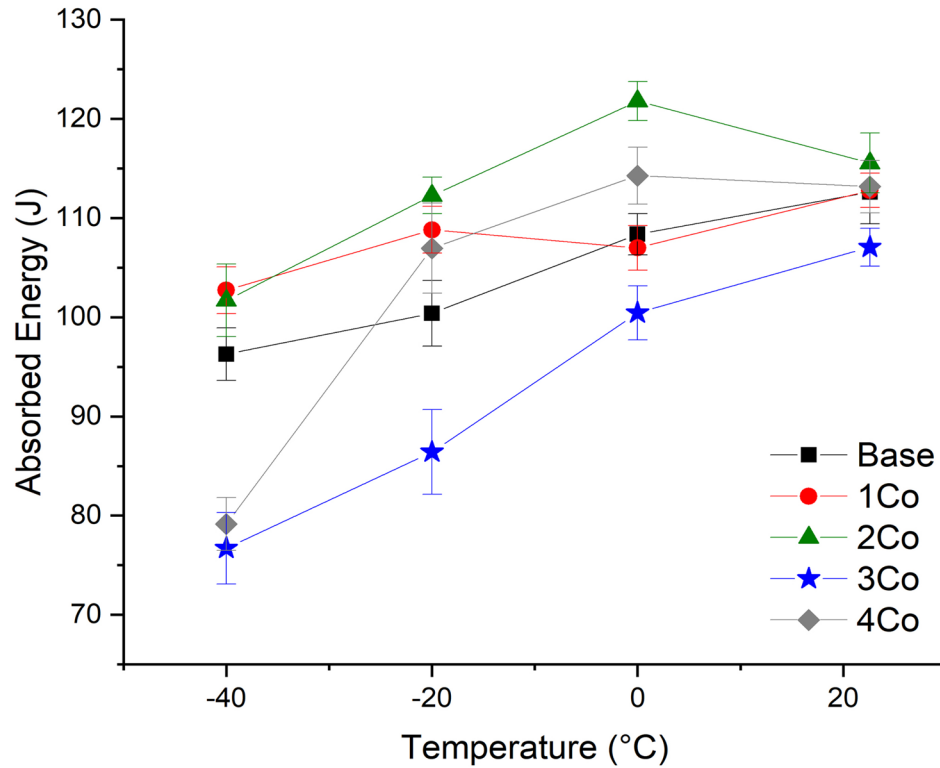 130
120
110
100
90
80
70
Absorbed Energy (J)
Base
1Co
2Co
3Co
4Co
-40
-20
0
20
Temperature (°C)